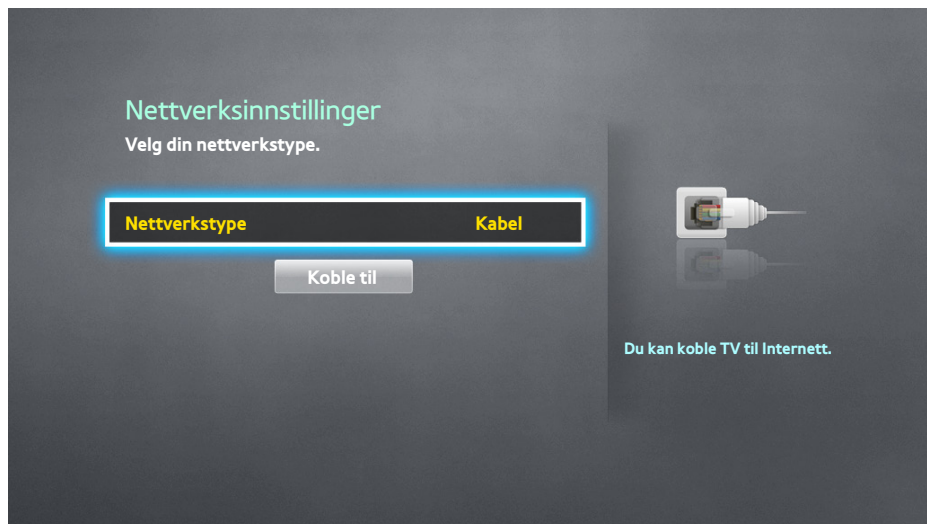 Nettverksinnstillinger
Velg din nettverkstype.
Nettverkstype Kabel
Koble til
Du kan koble TV til Internett.